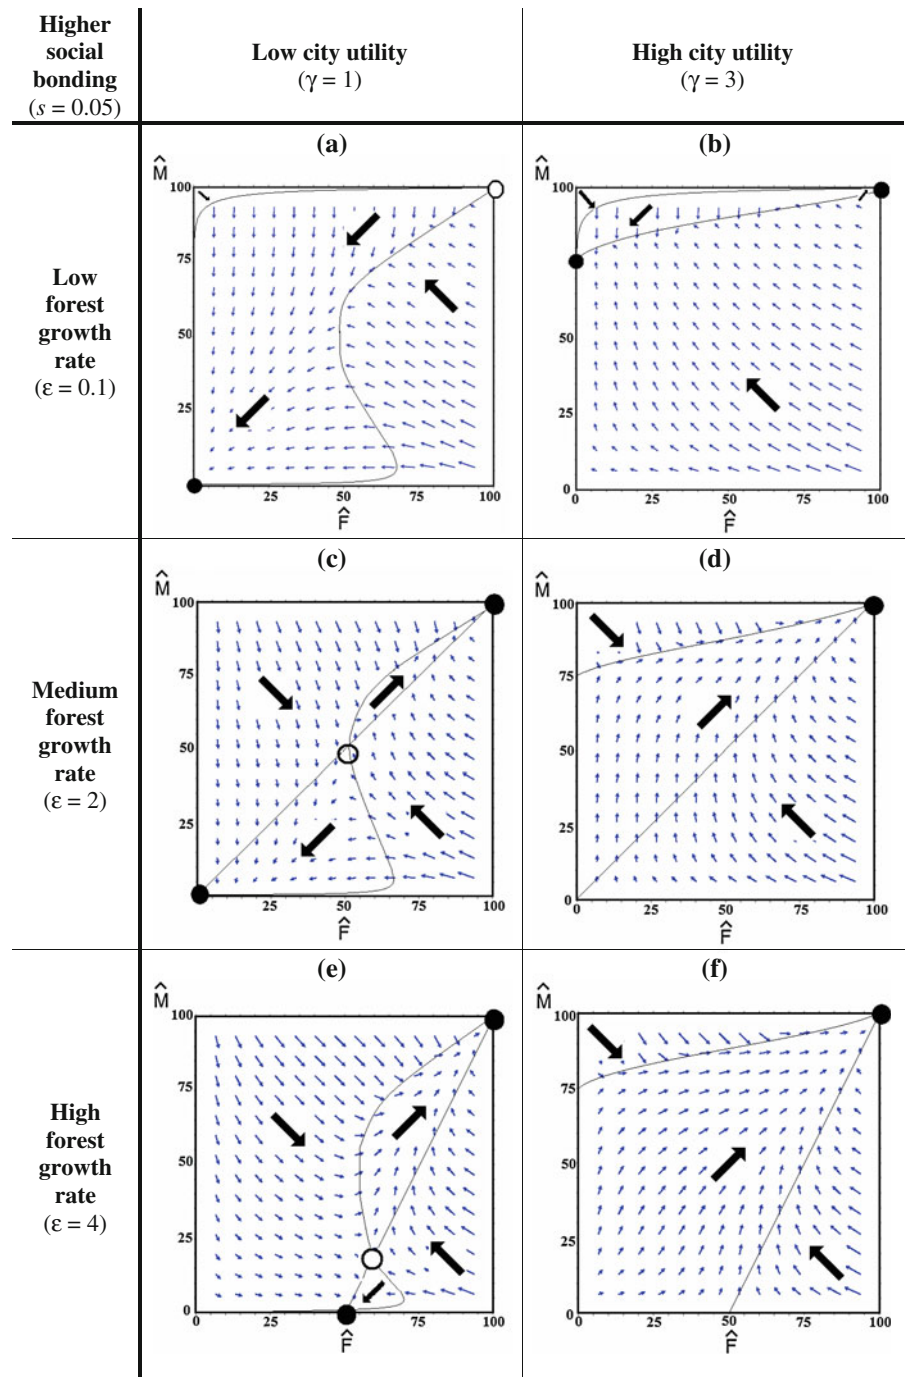 Higher
social
bonding
(s = 0.05)
Low city utility
(γ = 1)
High city utility
(γ = 3)
Low
forest
growth
rate
(ε = 0.1)
(a)
M̂
100
75
50
25
0
25
50
75
100
F̂
(b)
M̂
100
75
50
25
0
0
25
50
75
100
F̂
Medium
forest
growth
rate
(ε = 2)
(c)
M̂
100
75
50
25
0
25
50
75
100
F̂
(d)
M̂
100
75
50
25
0
0
25
50
75
100
F̂
High
forest
growth
rate
(ε = 4)
(e)
M̂
100
75
50
25
0
0
25
50
75
100
F̂
(f)
M̂
100
75
50
25
0
0
25
50
75
100
F̂